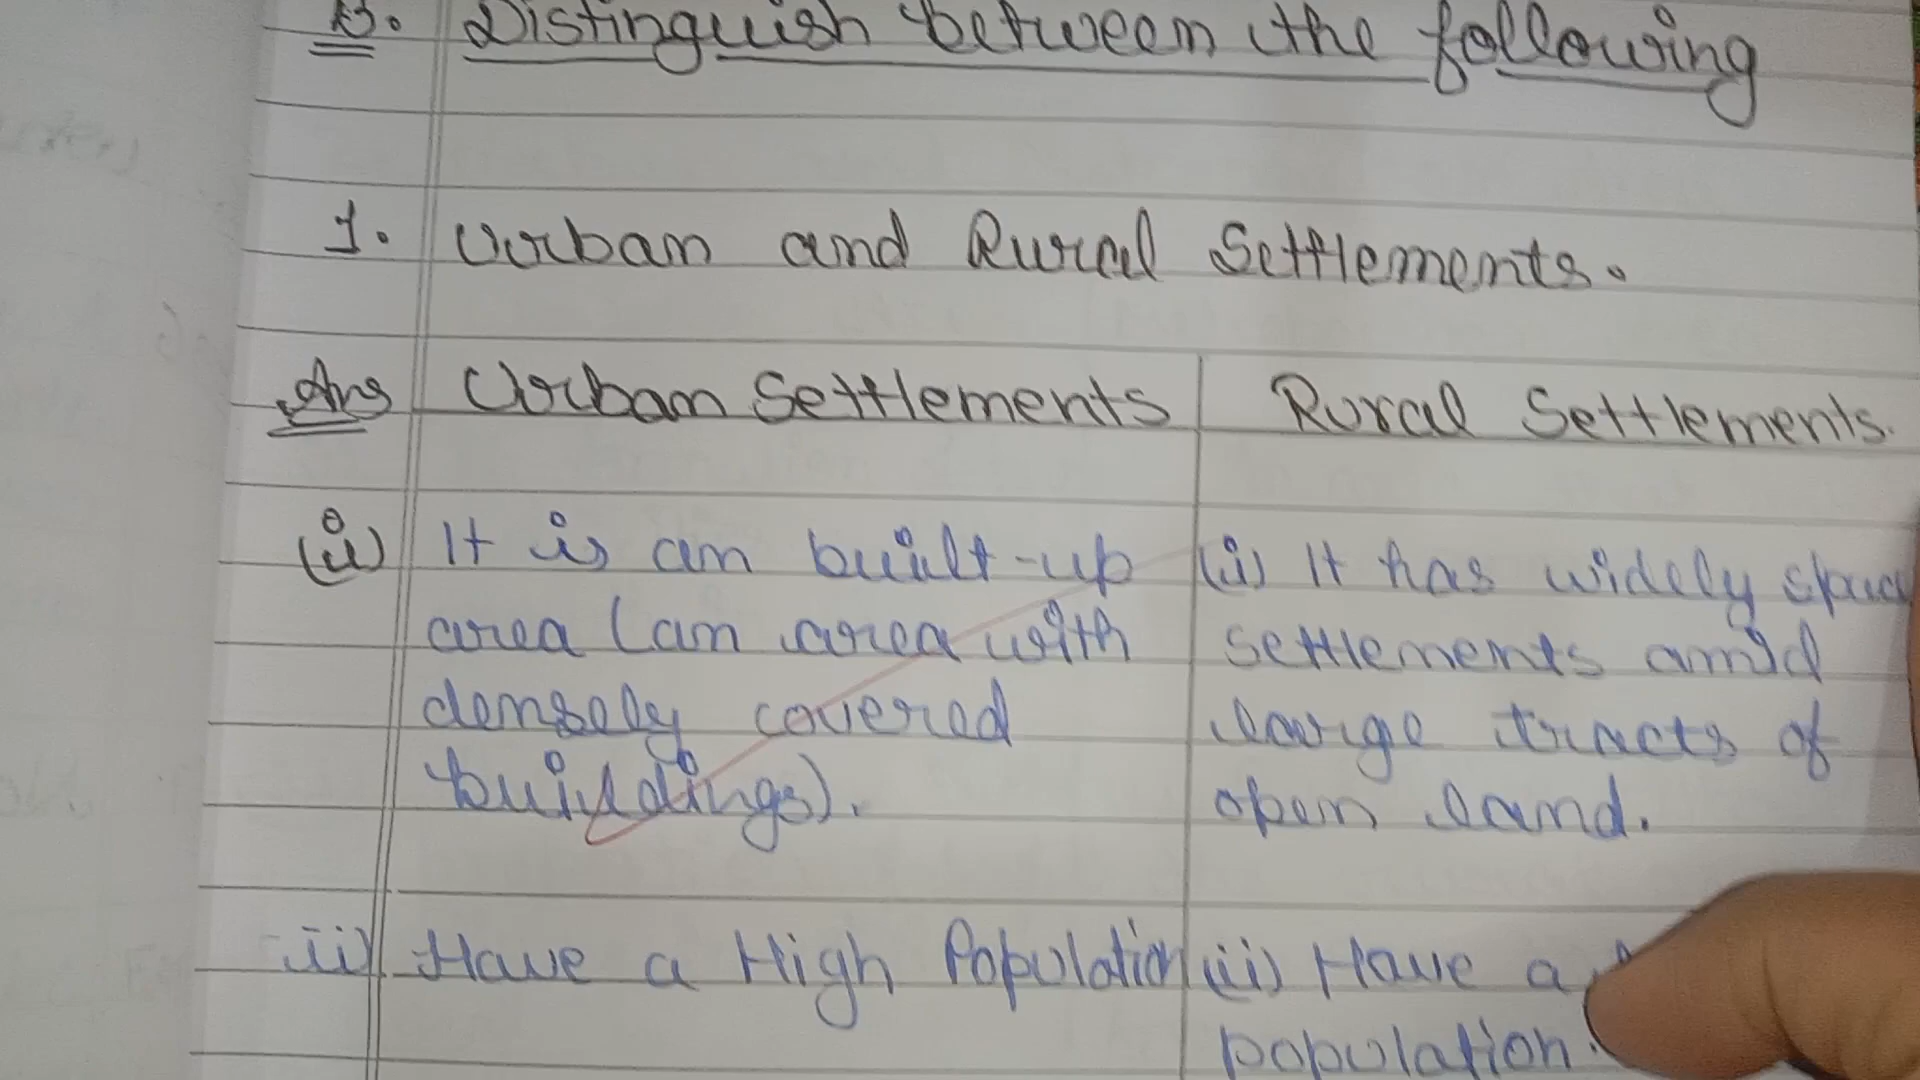 B. Distinguish between the following
1. Urban and Rural Settlements.
Ans Urban Settlements Rural Settlements.
(i) It is an built-up (i) It has widely
area (an area with settlements amid
densely covered large tracts of
buildings). open land.
ii) Have a High Population (ii) Have a
population.